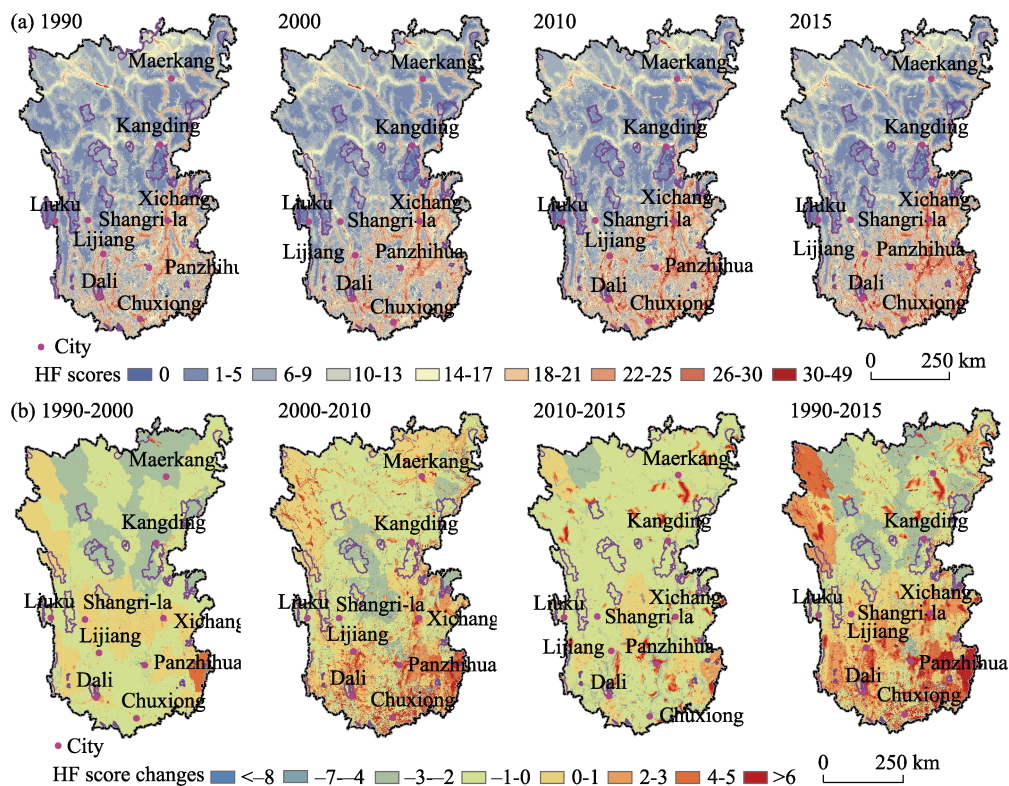 (a) 1990
2000
2010
2015
Maerkang
Maerkang
Maerkang
Maerkang
Kangding
Kangding
Kangding
Kangding
Xichang
Xichang
Xichang
Xichang
Liuku
Liuku
Liuku
Liuku
Shangri-la
Shangri-la
Shangri-la
Shangri-la
Lijiang
Lijiang
Lijiang
Lijiang
Panzhihu
Panzhihua
Panzhihua
Panzhihua
Dali
Dali
Dali
Dali
Chuxiong
Chuxiong
Chuxiong
Chuxiong
City
HF scores 0 1-5 6-9 10-13 14-17 18-21 22-25 26-30 30-49
0 250 km
(b) 1990-2000
2000-2010
2010-2015
1990-2015
Maerkang
Maerkang
Maerkang
Maerkang
Kangding
Kangding
Kangding
Kangding
Liuku
Shangri-la
Xichang
Liuku
Shangri-la
Xichang
Liuku
Xichang
Shangri-la
Liuku
Xichang
Shangri-la
Lijiang
Lijiang
Lijiang
Lijiang
Panzhihua
Panzhihua
Panzhihua
Panzhihua
Dali
Dali
Dali
Dali
Chuxiong
Chuxiong
Chuxiong
Chuxiong
City
HF score changes <–8 –7-–4 –3-–2 –1-0 0-1 2-3 4-5 >6
0 250 km